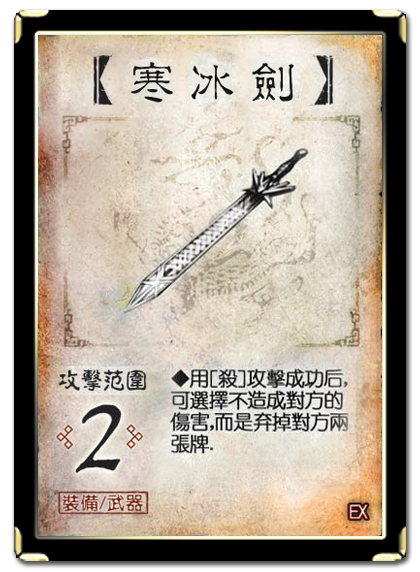 【寒冰劍】
攻擊范圍
2
◆用[殺]攻擊成功后,
可選擇不造成對方的
傷害,而是弃掉對方兩
張牌.
裝備/武器
EX